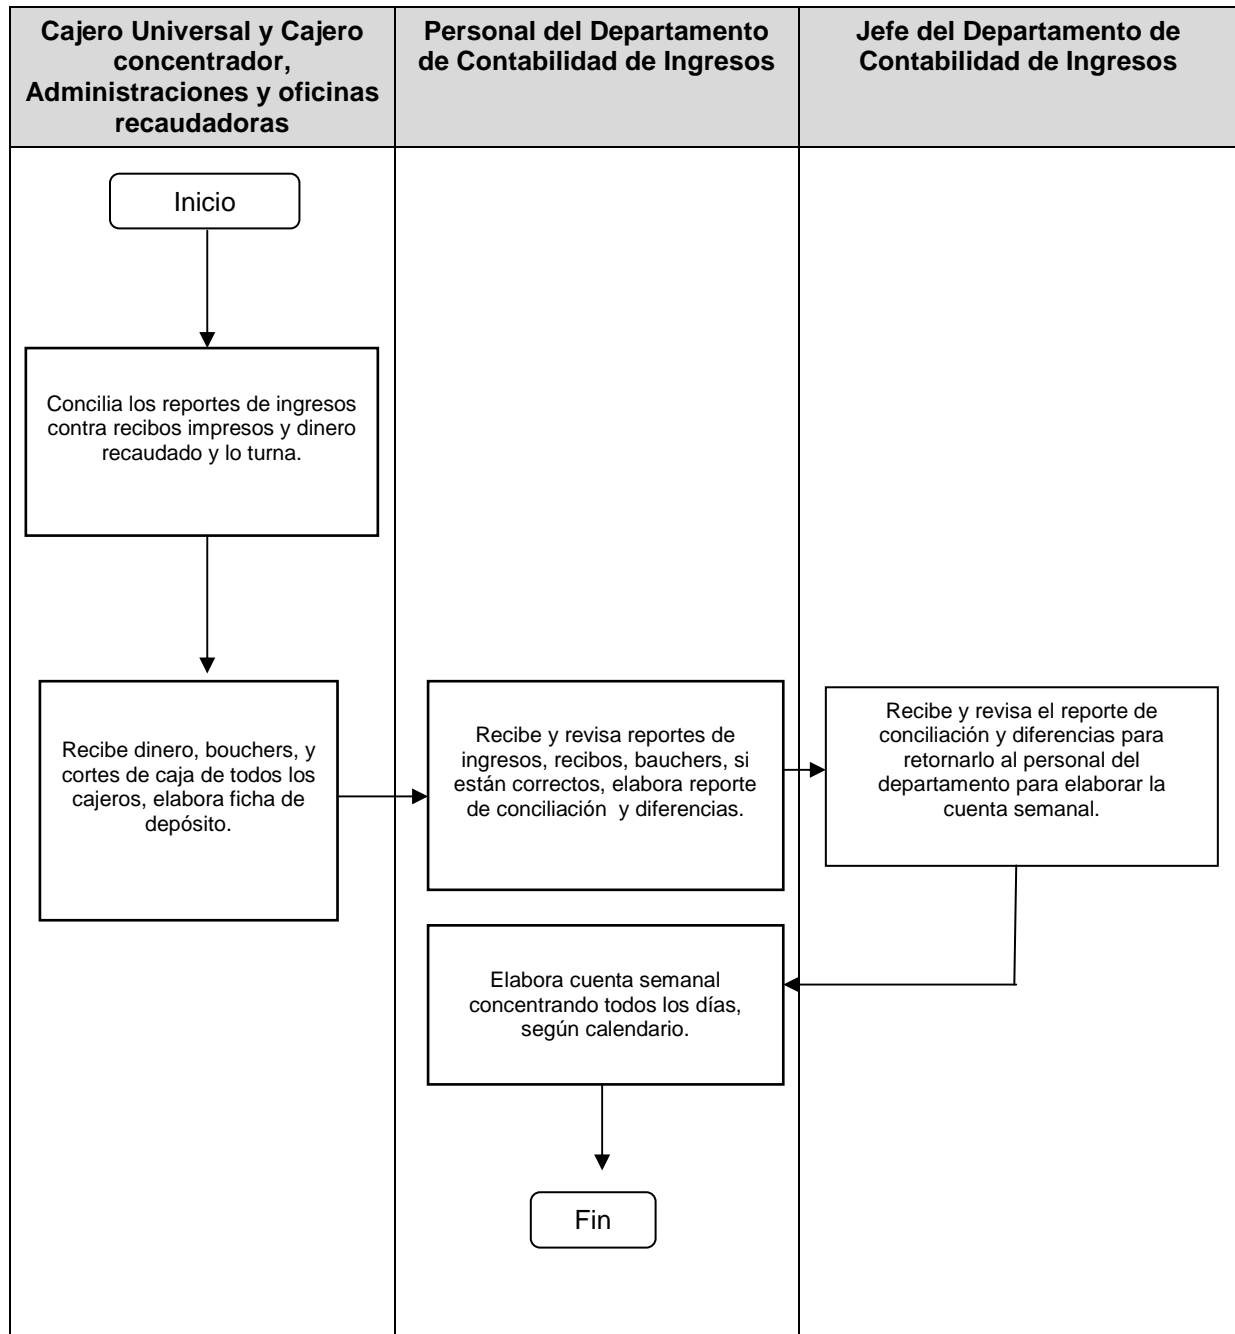 Cajero Universal y Cajero
concentrador,
Administraciones y oficinas
recaudadoras
Personal del Departamento
de Contabilidad de Ingresos
Jefe del Departamento de
Contabilidad de Ingresos
Inicio
Concilia los reportes de ingresos
contra recibos impresos y dinero
recaudado y lo turna.
Recibe dinero, bouchers, y
cortes de caja de todos los
cajeros, elabora ficha de
depósito.
Recibe y revisa reportes de
ingresos, recibos, bauchers, si
están correctos, elabora reporte
de conciliación  y diferencias.
Recibe y revisa el reporte de
conciliación y diferencias para
retornarlo al personal del
departamento para elaborar la
cuenta semanal.
Elabora cuenta semanal
concentrando todos los días,
según calendario.
Fin